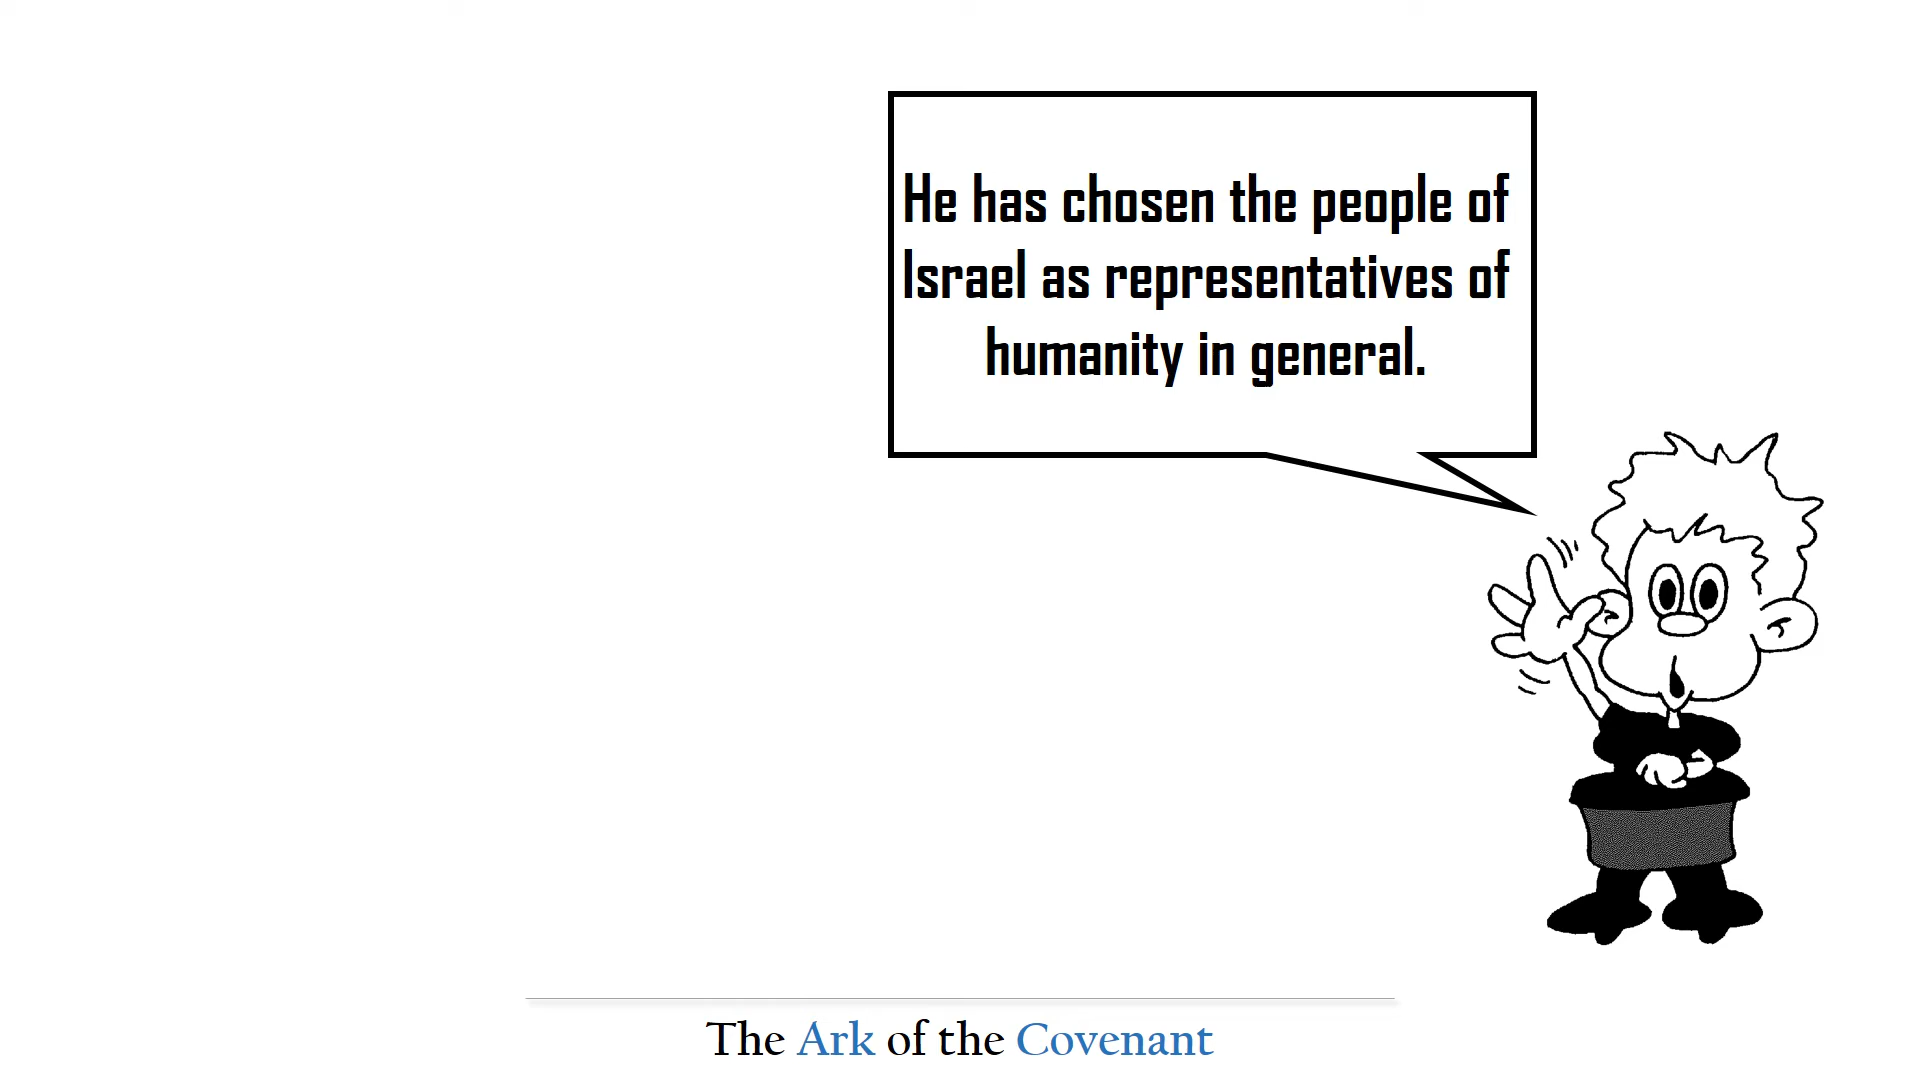 He has chosen the people of
Israel as representatives of
humanity in general.
The Ark of the Covenant